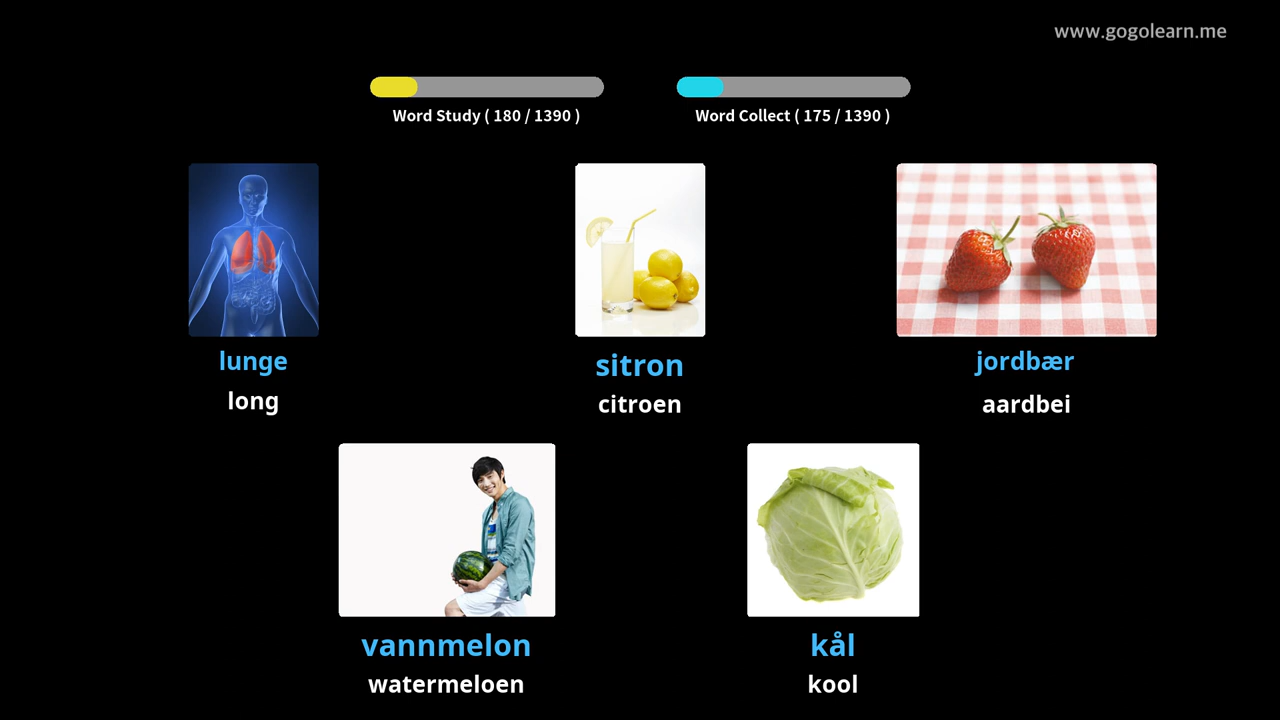 www.gogolearn.me
Word Study ( 180 / 1390 )
Word Collect ( 175 / 1390 )
lunge
long
sitron
citroen
jordbær
aardbei
vannmelon
watermeloen
kål
kool